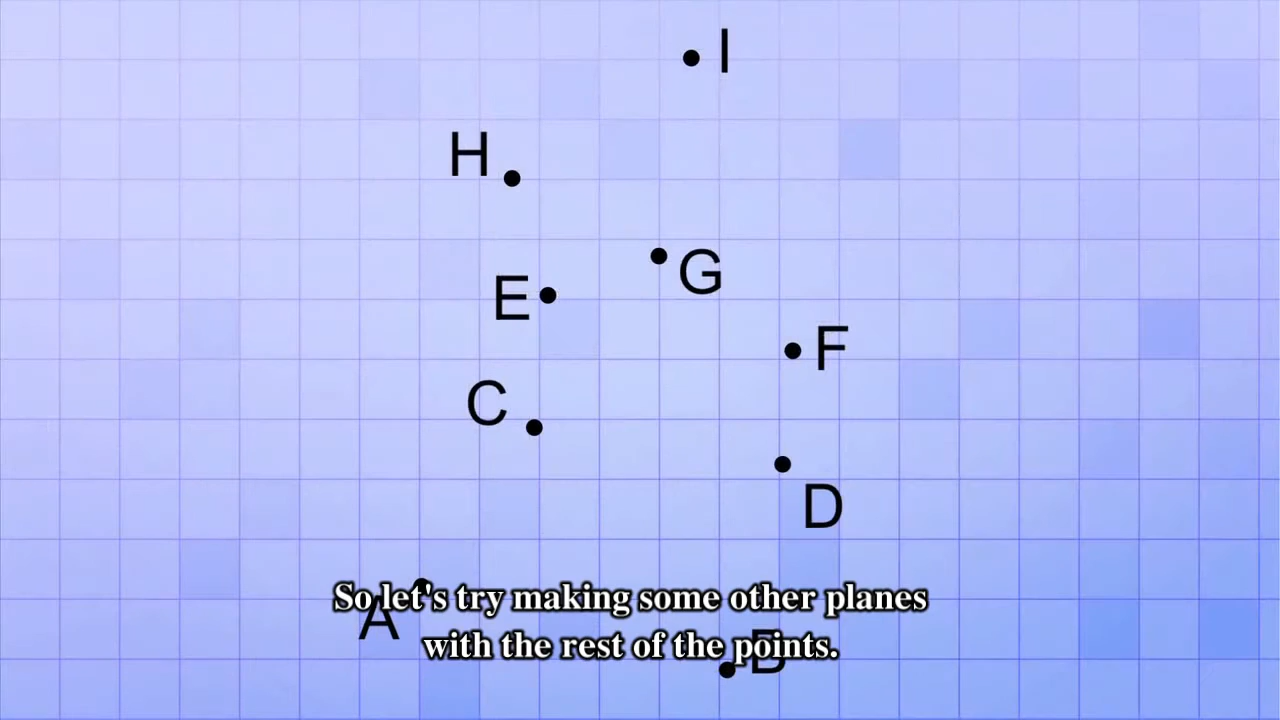 I
H
G
E
F
C
D
So let's try making some other planes
A
with the rest of the points.
B